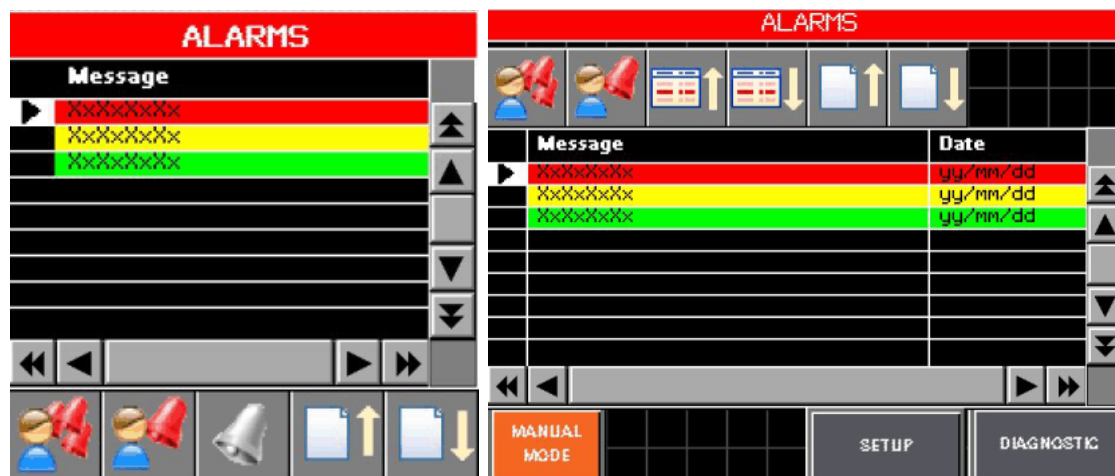 ALARMS
Message
XxXxXxXx
XxXxXxXx
XxXxXxXx
ALARMS
Message Date
XxXxXxXx yy/mm/dd
XxXxXxXx yy/mm/dd
XxXxXxXx yy/mm/dd
MANUAL
MODE
SETUP
DIAGNOSTIC